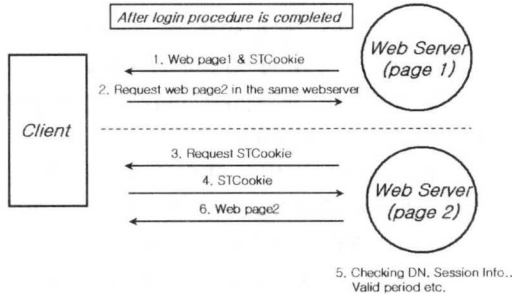 After login procedure is completed
Web Server
(page 1)
1. Web page1 & STCookie
2. Request web page2 in the same webserver
Client
3. Request STCookie
4. STCookie
6. Web page2
Web Server
(page 2)
5. Checking DN, Session Info..
Valid period etc.